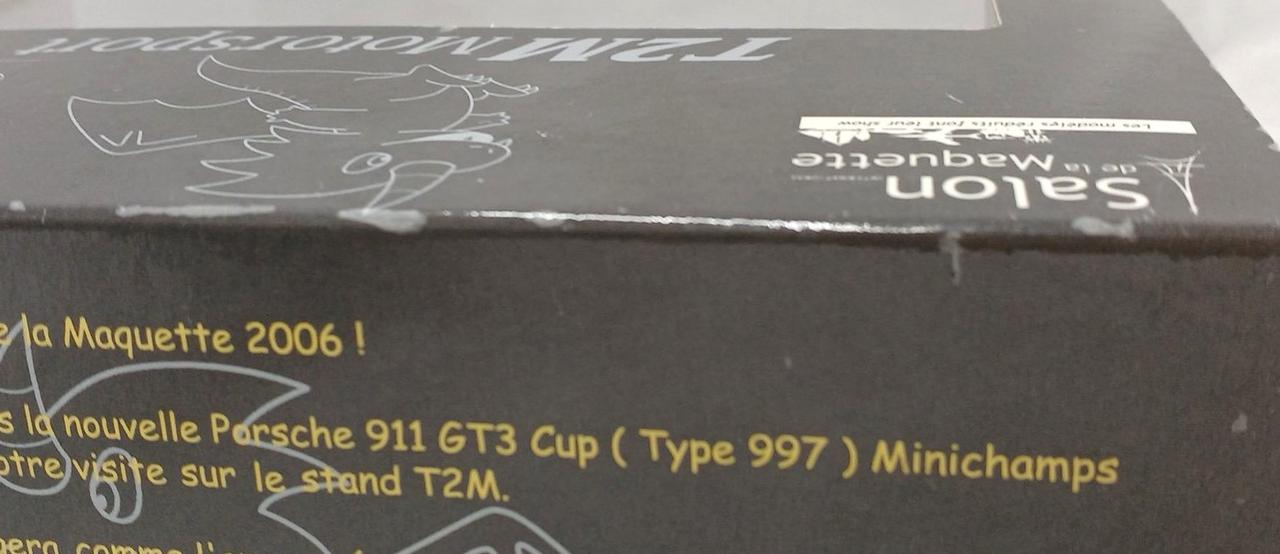 T2M Motorsport
Les modèles réduits font leur show
de la Maquette
Salon
e la Maquette 2006 !
s la nouvelle Porsche 911 GT3 Cup ( Type 997 ) Minichamps
otre visite sur le stand T2M.
comme